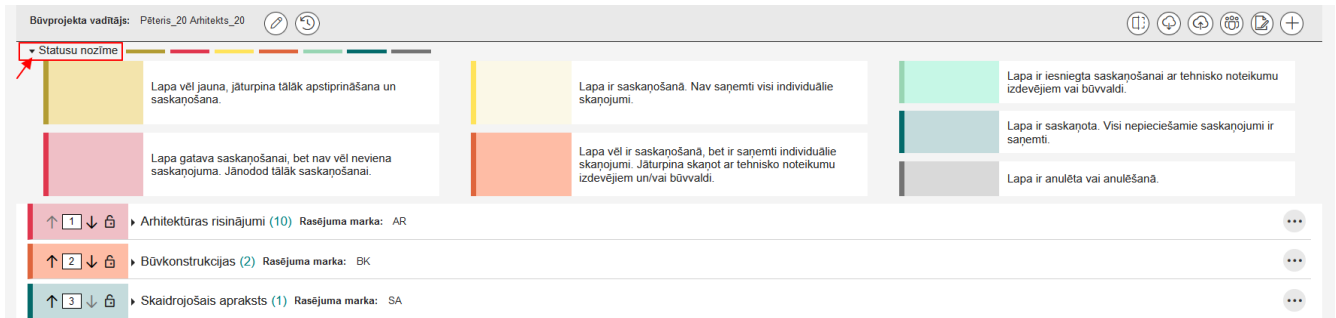 Būvprojekta vadītājs: Pēteris_20 Arhitekts_20
Statusu nozīme
Lapa vēl jauna, jāturpina tālāk apstiprināšana un
saskaņošana.
Lapa gatava saskaņošanai, bet nav vēl neviena
saskaņojuma. Jānodod tālāk saskaņošanai.
Lapa ir saskaņošanā. Nav saņemti visi individuālie
skaņojumi.
Lapa vēl ir saskaņošanā, bet ir saņemti individuālie
skaņojumi. Jāturpina skaņot ar tehnisko noteikumu
izdevējiem un/vai būvvaldi.
Lapa ir iesniegta saskaņošanai ar tehnisko noteikumu
izdevējiem vai būvvaldi.
Lapa ir saskaņota. Visi nepieciešamie saskaņojumi ir
saņemti.
Lapa ir anulēta vai anulēšanā.
1 Arhitektūras risinājumi (10) Rasējuma marka: AR
2 Būvkonstrukcijas (2) Rasējuma marka: BK
3 Skaidrojošais apraksts (1) Rasējuma marka: SA